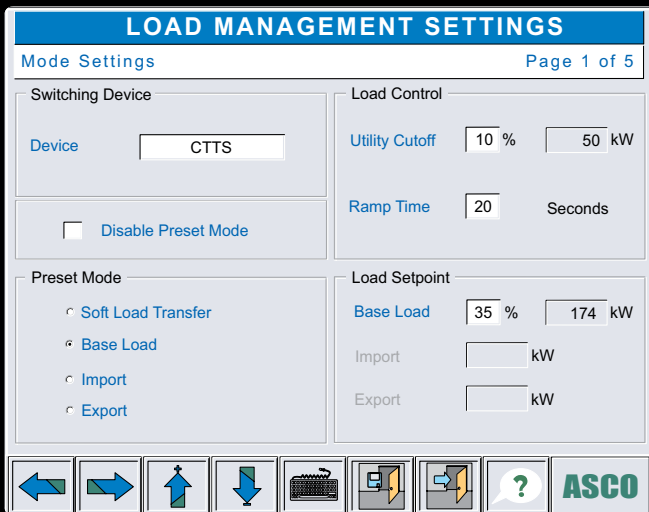 LOAD MANAGEMENT SETTINGS
Mode Settings Page 1 of 5
Switching Device
Device CTTS
Disable Preset Mode
Load Control
Utility Cutoff 10 % 50 kW
Ramp Time 20 Seconds
Preset Mode
Soft Load Transfer
Base Load
Import
Export
Load Setpoint
Base Load 35 % 174 kW
Import kW
Export kW
? ASCO